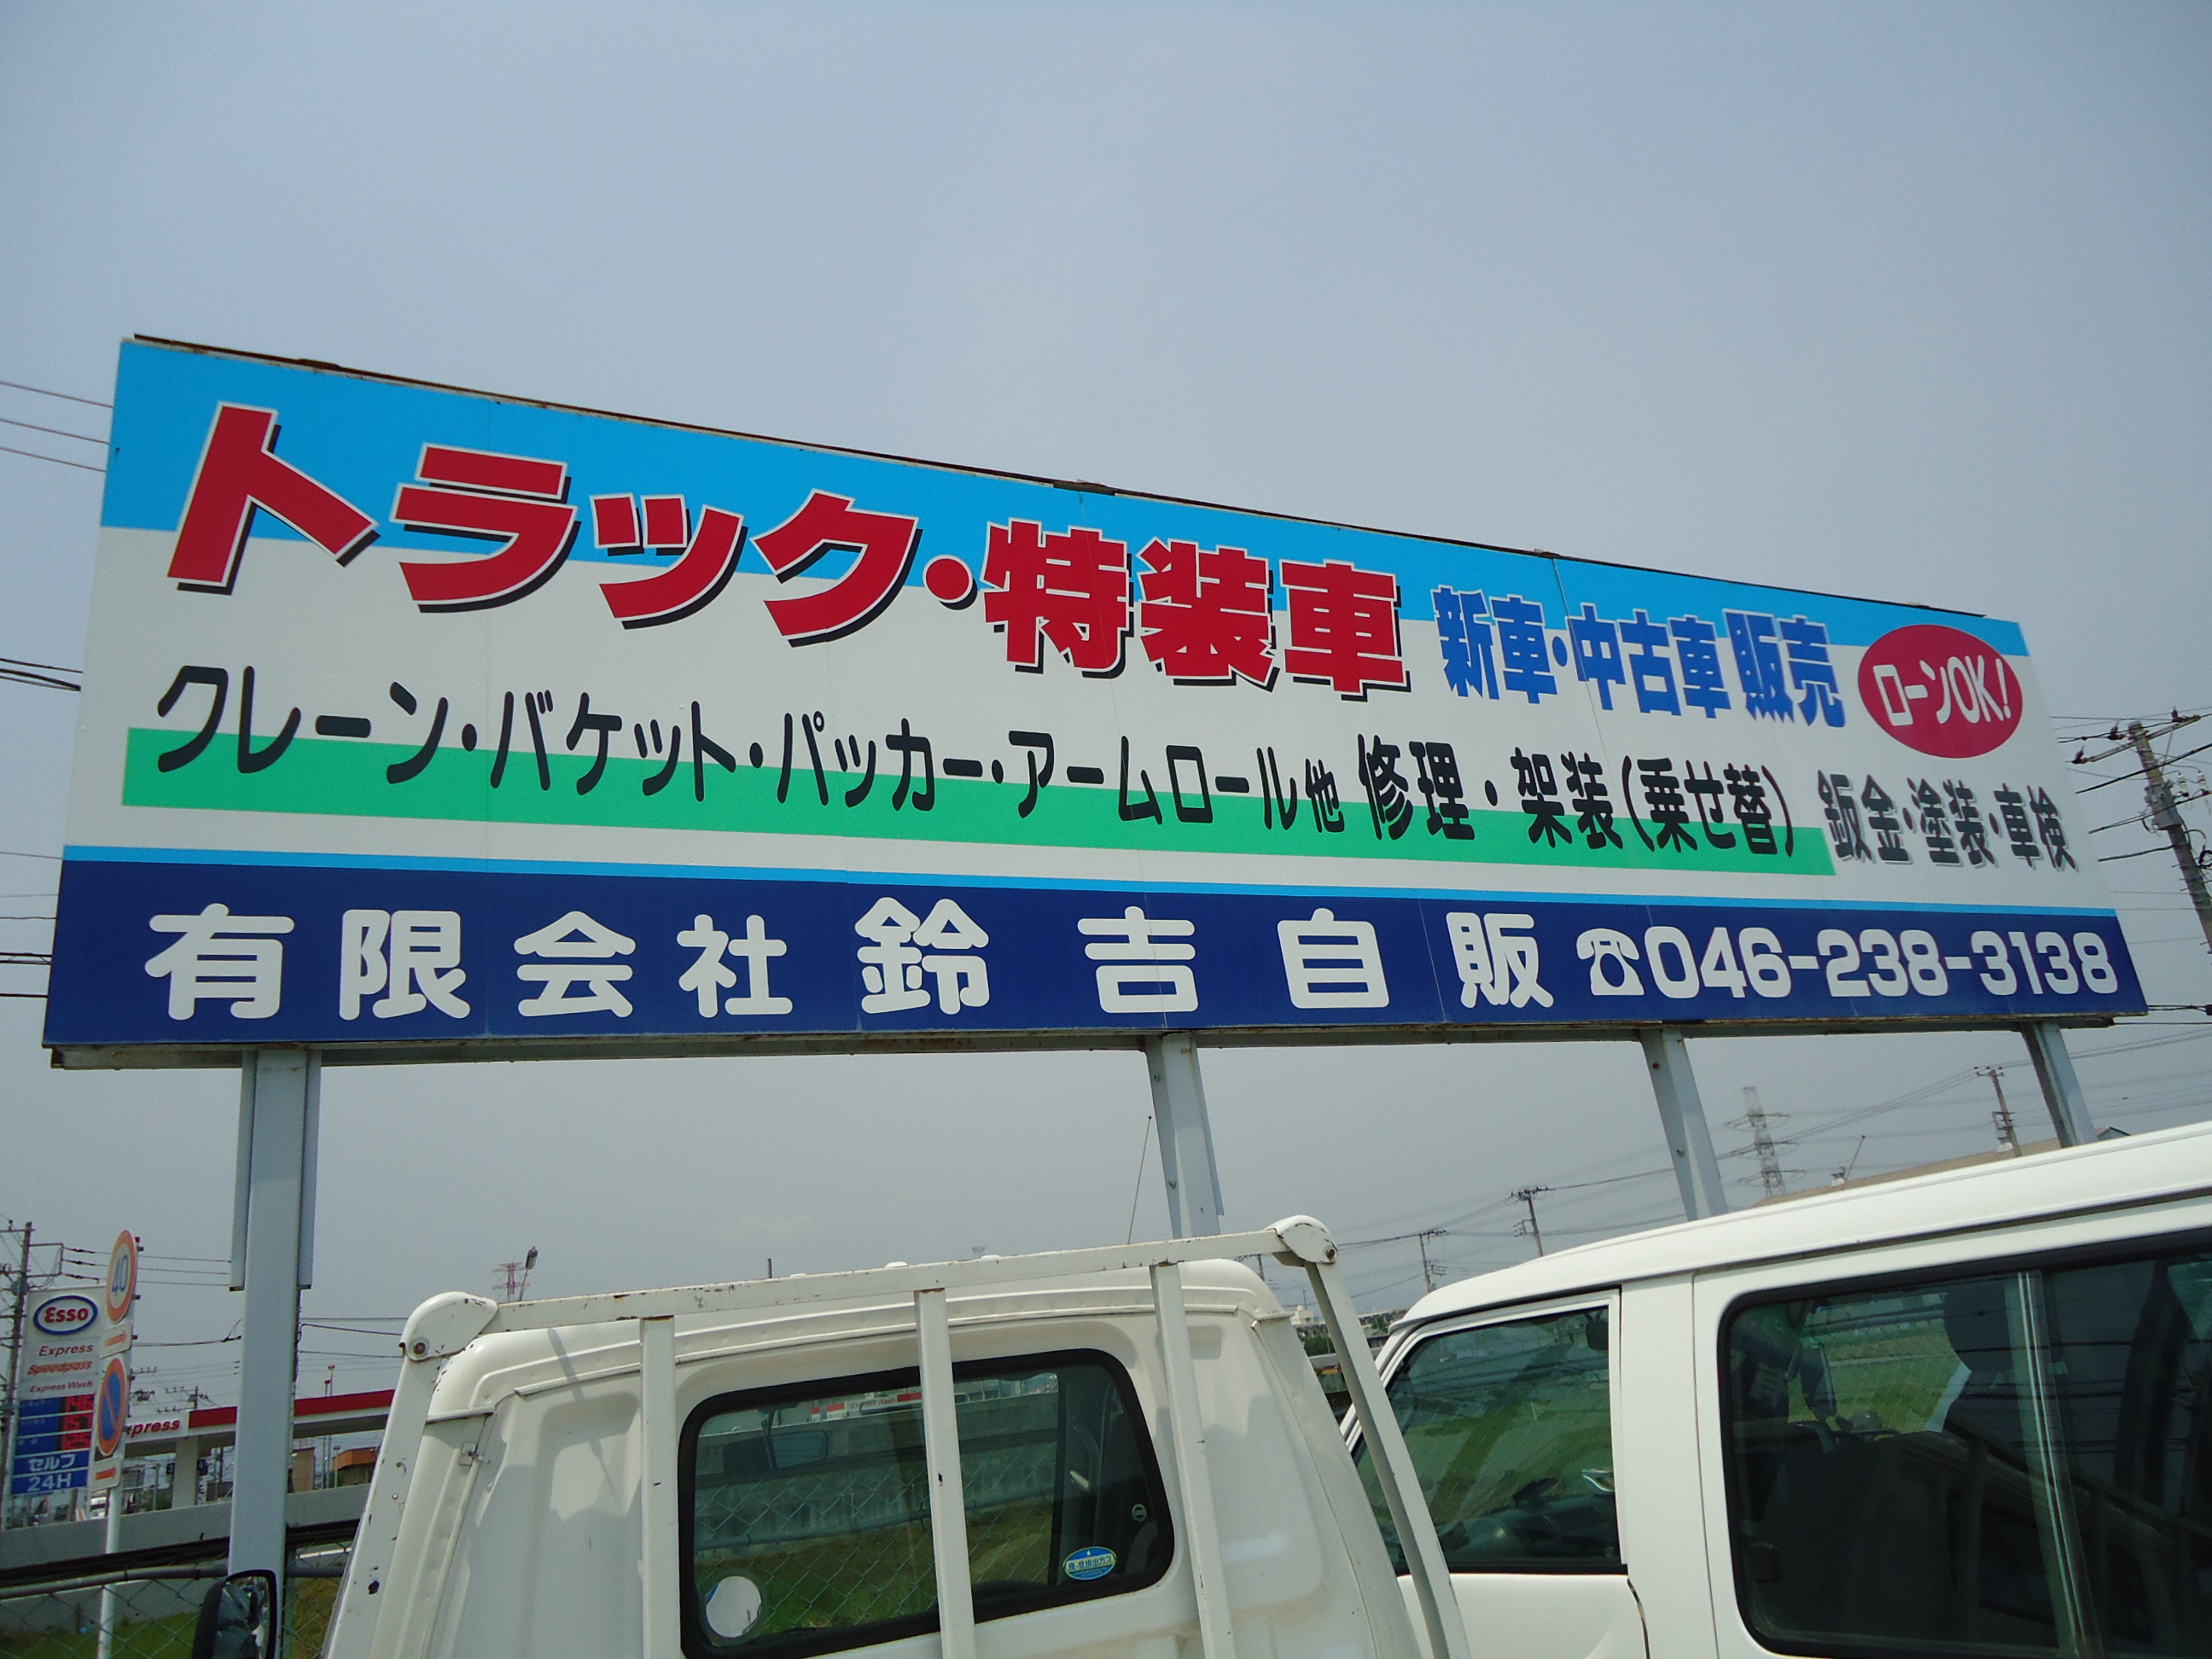 トラック・特装車 新車・中古車 販売 ローンOK!
クレーン・バケット・パッカー・アームロール他 修理・架装(乗せ替) 鈑金・塗装・車検
有限会社 鈴吉自販 ☎046-238-3138
40
Esso
Express
Speedpass
Express Wash
xpress
セルフ
24H